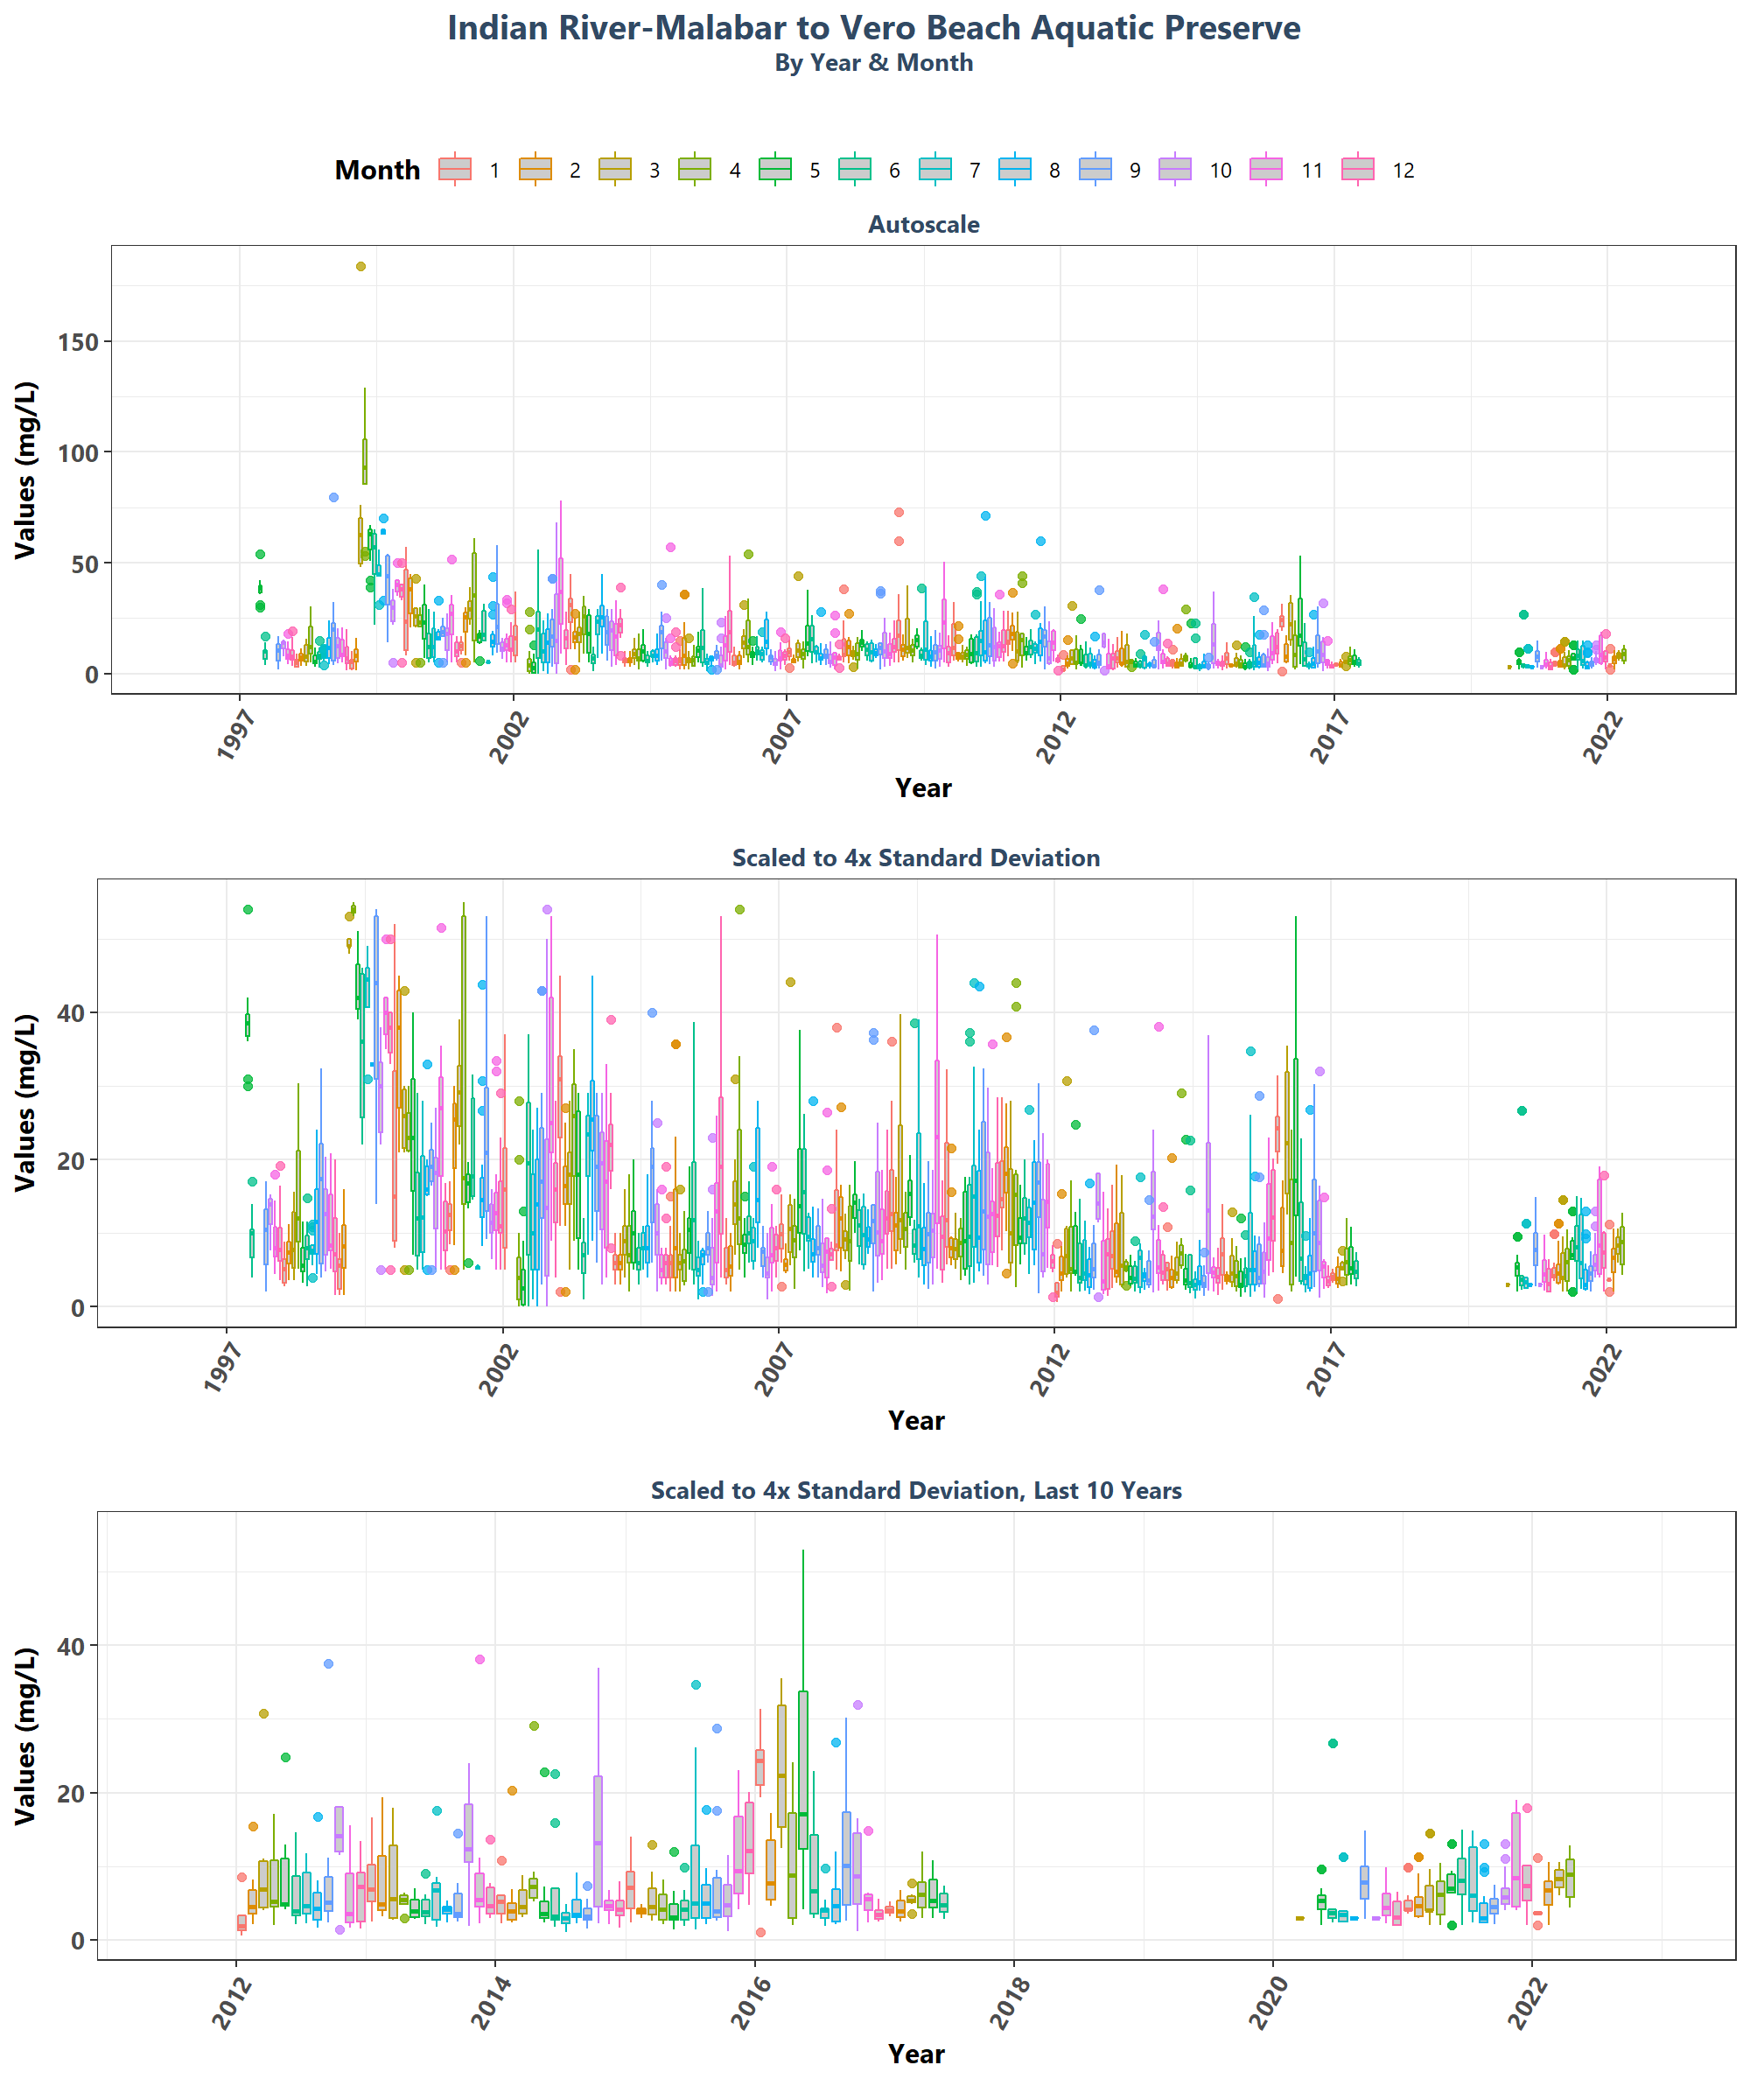 Indian River-Malabar to Vero Beach Aquatic Preserve
By Year & Month
Month 1 2 3 4 5 6 7 8 9 10 11 12
Autoscale
Values (mg/L)
150
100
50
0
1997 2002 2007 2012 2017 2022
Year
Scaled to 4x Standard Deviation
Values (mg/L)
40
20
0
1997 2002 2007 2012 2017 2022
Year
Scaled to 4x Standard Deviation, Last 10 Years
Values (mg/L)
40
20
0
2012 2014 2016 2018 2020 2022
Year